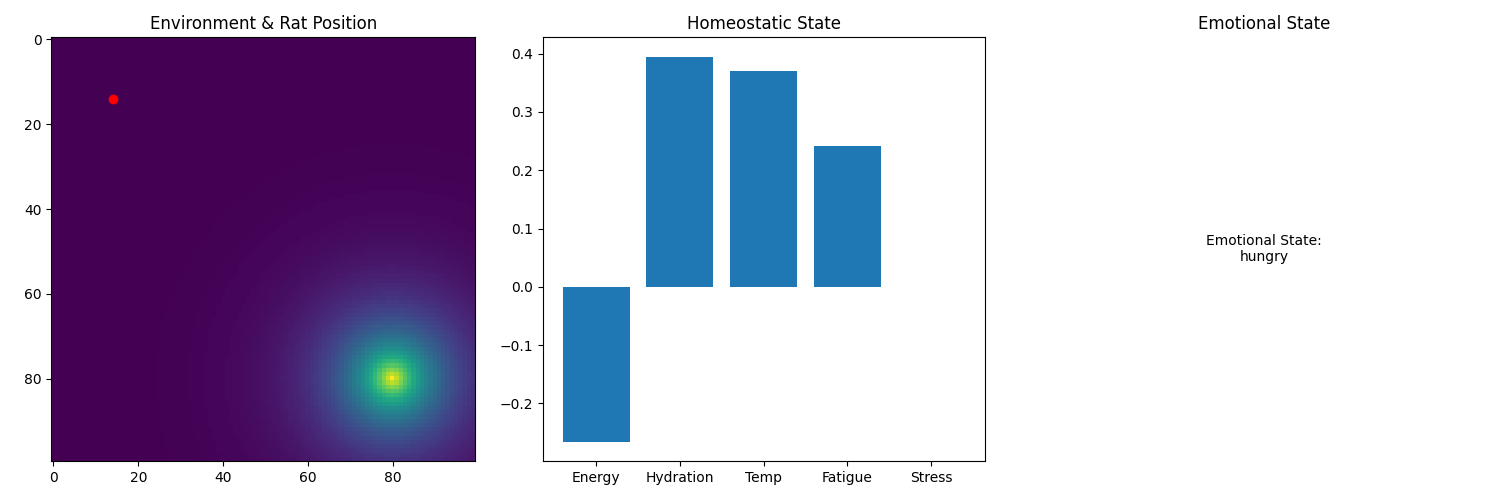 Environment & Rat Position
0
20
40
60
80
0 20 40 60 80
Homeostatic State
0.4
0.3
0.2
0.1
0.0
−0.1
−0.2
Energy Hydration Temp Fatigue Stress
Emotional State
Emotional State:
hungry